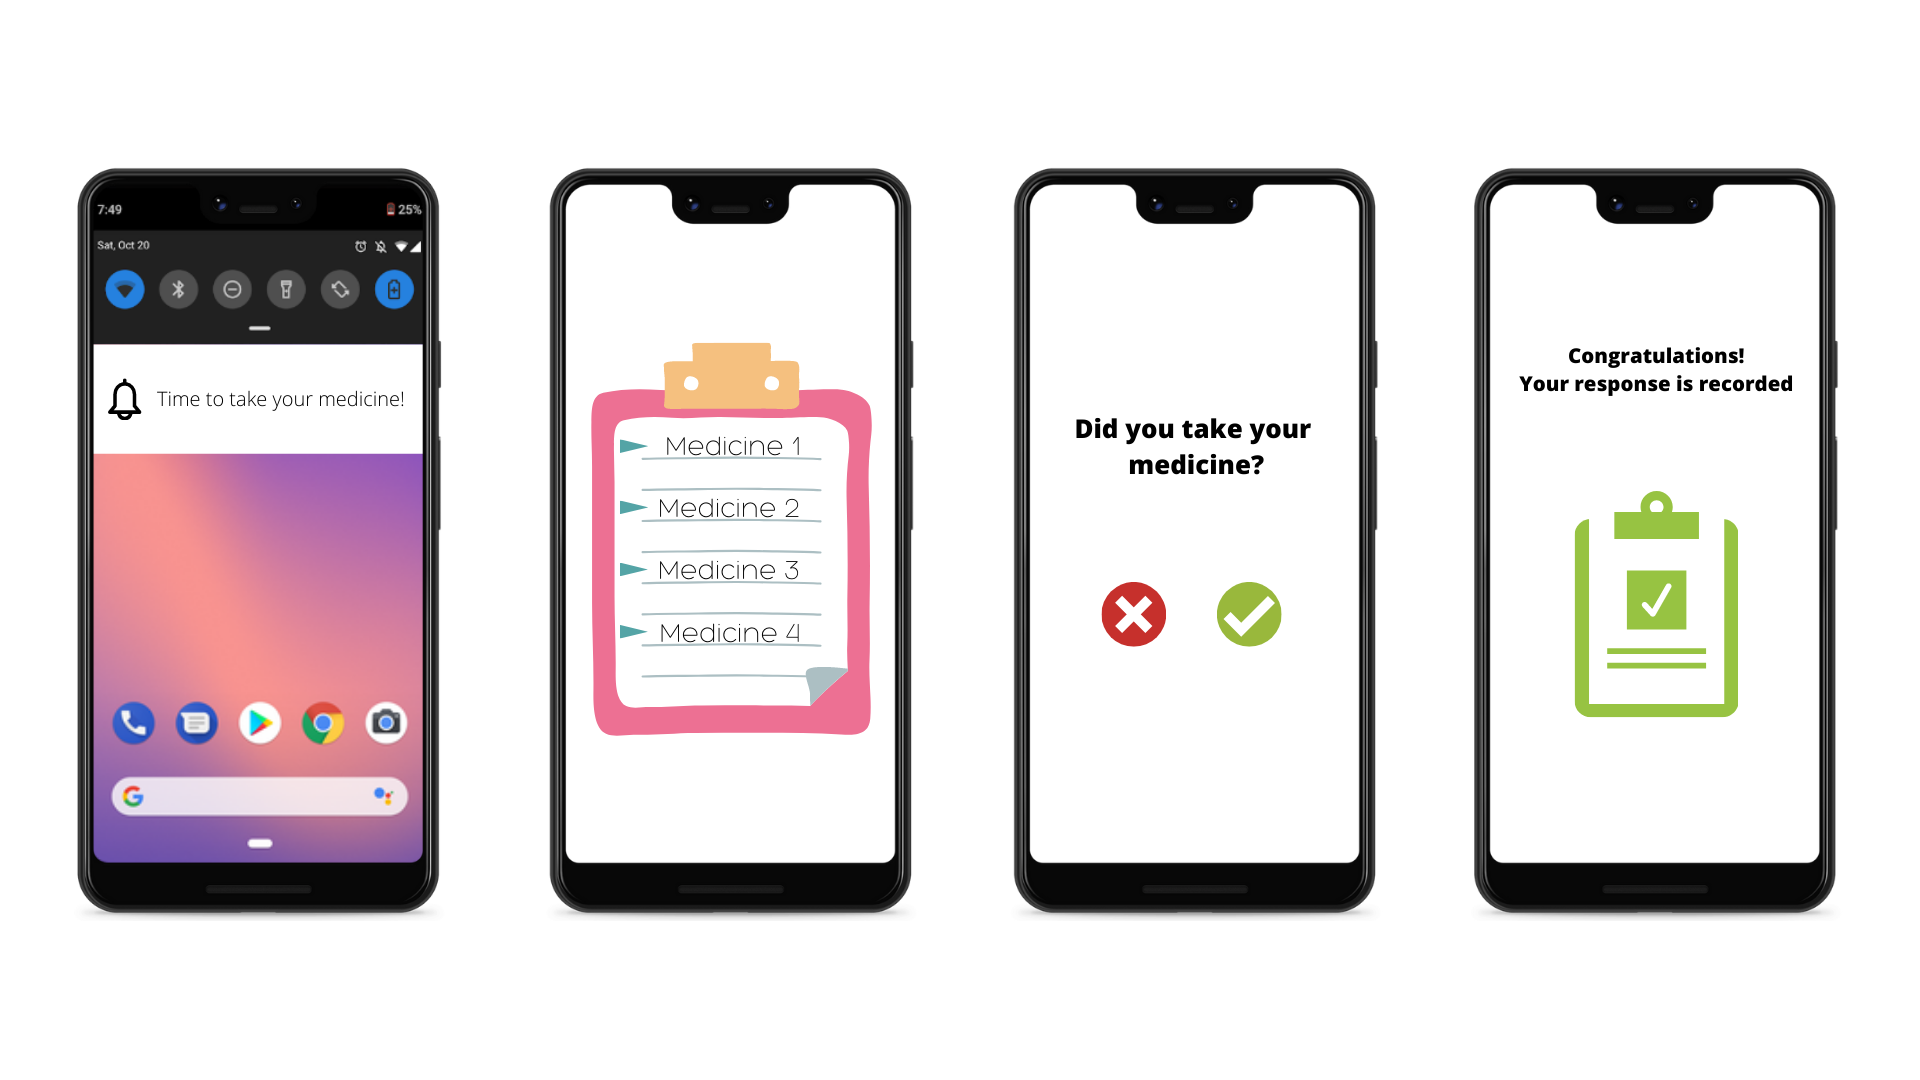 7:49
25%
Sat, Oct 20
Time to take your medicine!
G
Medicine 1
Medicine 2
Medicine 3
Medicine 4
Did you take your
medicine?
Congratulations!
Your response is recorded